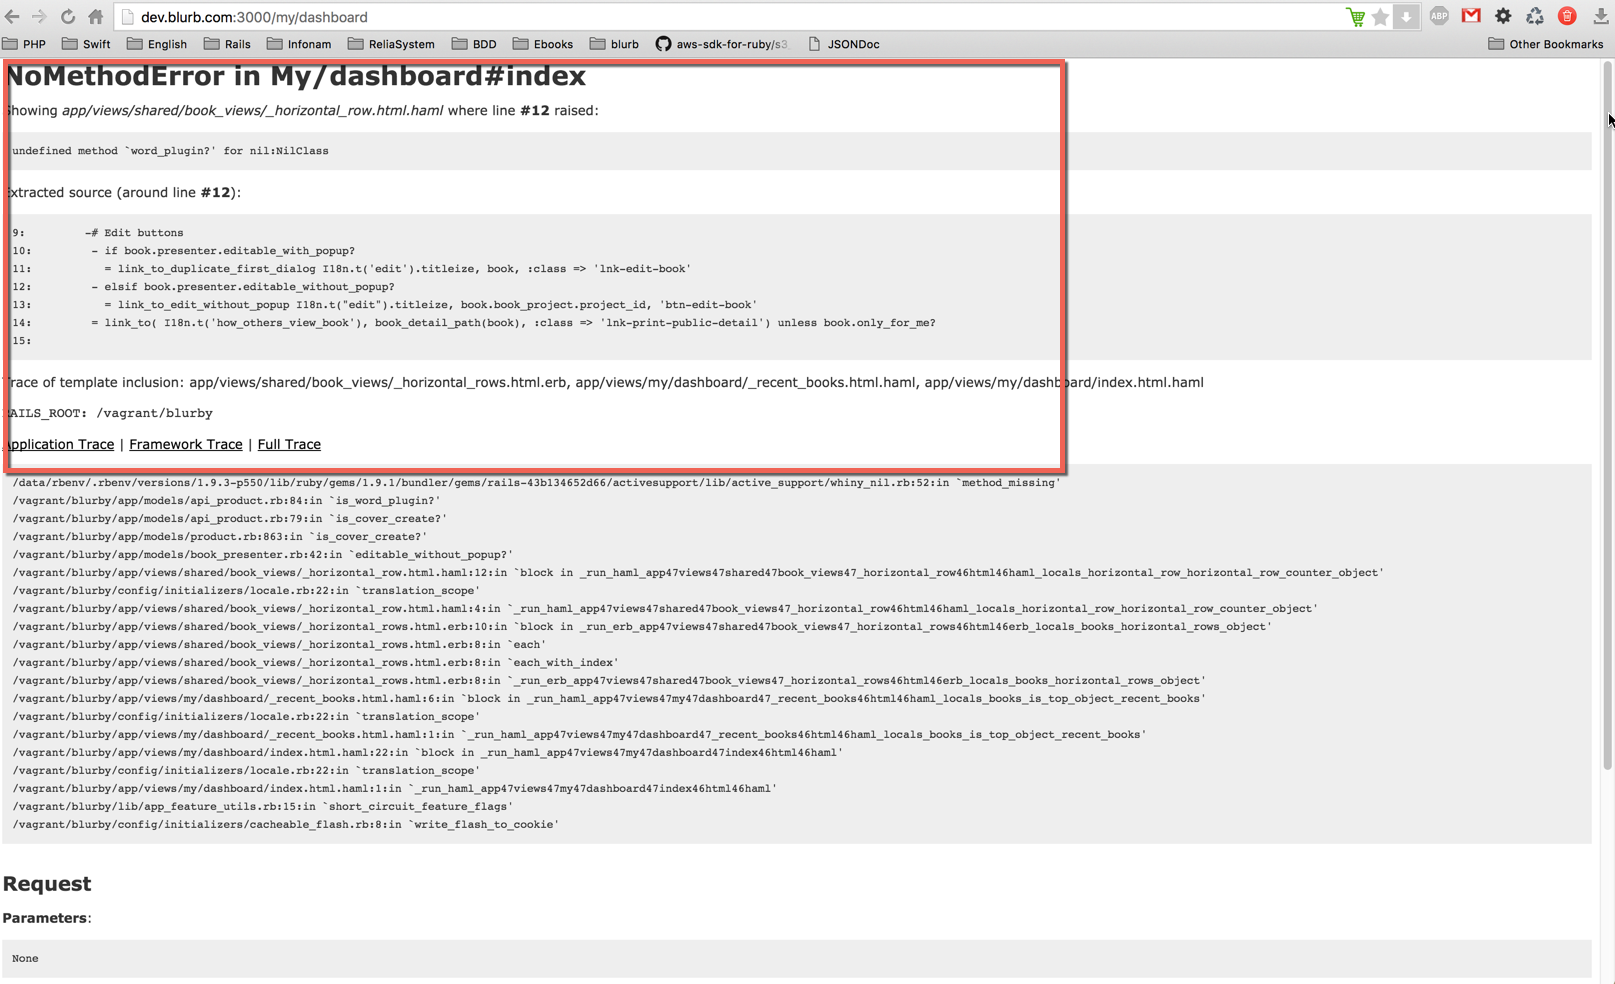 dev.blurb.com:3000/my/dashboard
ABP
PHP Swift English Rails Infonam ReliaSystem BDD Ebooks blurb aws-sdk-for-ruby/s3 JSONDoc Other Bookmarks
NoMethodError in My/dashboard#index
Showing app/views/shared/book_views/_horizontal_row.html.haml where line #12 raised:
undefined method `word_plugin?' for nil:NilClass
Extracted source (around line #12):
9: -# Edit buttons
10: - if book.presenter.editable_with_popup?
11: = link_to_duplicate_first_dialog I18n.t('edit').titleize, book, :class => 'lnk-edit-book'
12: - elsif book.presenter.editable_without_popup?
13: = link_to_edit_without_popup I18n.t("edit").titleize, book.book_project.project_id, 'btn-edit-book'
14: = link_to( I18n.t('how_others_view_book'), book_detail_path(book), :class => 'lnk-print-public-detail') unless book.only_for_me?
15:
Trace of template inclusion: app/views/shared/book_views/_horizontal_rows.html.erb, app/views/my/dashboard/_recent_books.html.haml, app/views/my/dashboard/index.html.haml
RAILS_ROOT: /vagrant/blurby
Application Trace | Framework Trace | Full Trace
/data/rbenv/.rbenv/versions/1.9.3-p550/lib/ruby/gems/1.9.1/bundler/gems/rails-43b134652d66/activesupport/lib/active_support/whiny_nil.rb:52:in `method_missing'
/vagrant/blurby/app/models/api_product.rb:84:in `is_word_plugin?'
/vagrant/blurby/app/models/api_product.rb:79:in `is_cover_create?'
/vagrant/blurby/app/models/product.rb:863:in `is_cover_create?'
/vagrant/blurby/app/models/book_presenter.rb:42:in `editable_without_popup?'
/vagrant/blurby/app/views/shared/book_views/_horizontal_row.html.haml:12:in `block in _run_haml_app47views47shared47book_views47_horizontal_row46html46haml_locals_horizontal_row_horizontal_row_counter_object'
/vagrant/blurby/config/initializers/locale.rb:22:in `translation_scope'
/vagrant/blurby/app/views/shared/book_views/_horizontal_row.html.haml:4:in `_run_haml_app47views47shared47book_views47_horizontal_row46html46haml_locals_horizontal_row_horizontal_row_counter_object'
/vagrant/blurby/app/views/shared/book_views/_horizontal_rows.html.erb:10:in `block in _run_erb_app47views47shared47book_views47_horizontal_rows46html46erb_locals_books_horizontal_rows_object'
/vagrant/blurby/app/views/shared/book_views/_horizontal_rows.html.erb:8:in `each'
/vagrant/blurby/app/views/shared/book_views/_horizontal_rows.html.erb:8:in `each_with_index'
/vagrant/blurby/app/views/shared/book_views/_horizontal_rows.html.erb:8:in `_run_erb_app47views47shared47book_views47_horizontal_rows46html46erb_locals_books_horizontal_rows_object'
/vagrant/blurby/app/views/my/dashboard/_recent_books.html.haml:6:in `block in _run_haml_app47views47my47dashboard47_recent_books46html46haml_locals_books_is_top_object_recent_books'
/vagrant/blurby/config/initializers/locale.rb:22:in `translation_scope'
/vagrant/blurby/app/views/my/dashboard/_recent_books.html.haml:1:in `_run_haml_app47views47my47dashboard47_recent_books46html46haml_locals_books_is_top_object_recent_books'
/vagrant/blurby/app/views/my/dashboard/index.html.haml:22:in `block in _run_haml_app47views47my47dashboard47index46html46haml'
/vagrant/blurby/config/initializers/locale.rb:22:in `translation_scope'
/vagrant/blurby/app/views/my/dashboard/index.html.haml:1:in `_run_haml_app47views47my47dashboard47index46html46haml'
/vagrant/blurby/lib/app_feature_utils.rb:15:in `short_circuit_feature_flags'
/vagrant/blurby/config/initializers/cacheable_flash.rb:8:in `write_flash_to_cookie'
Request
Parameters:
None